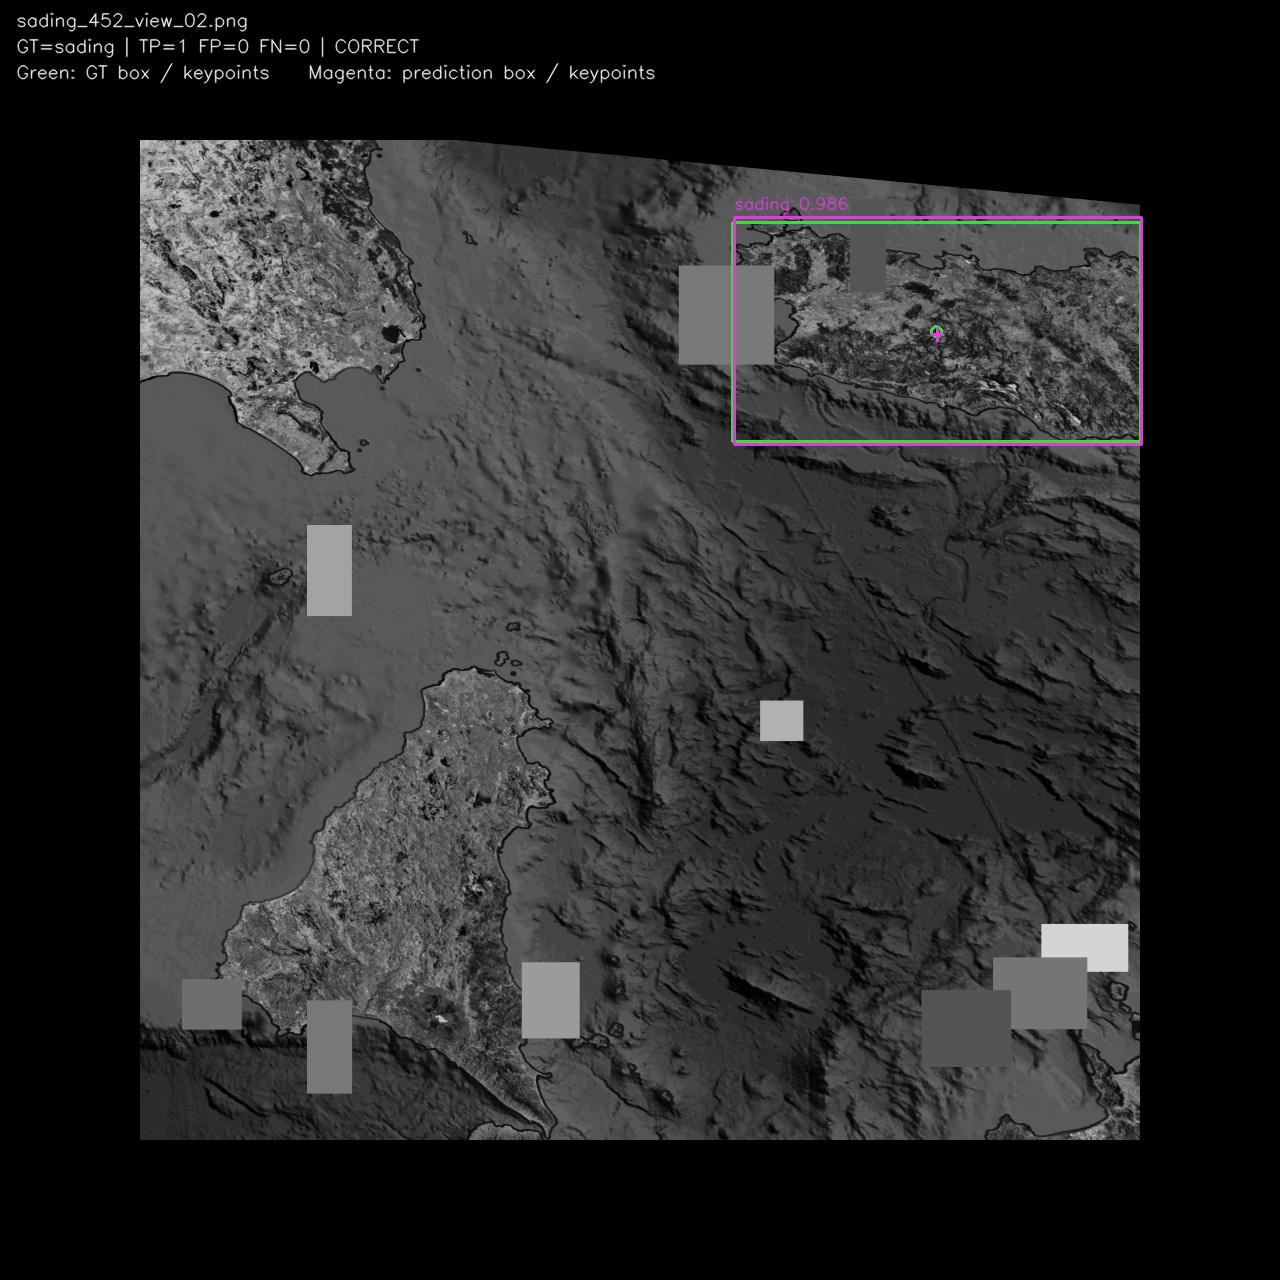 sading_452_view_02.png
GT=sading | TP=1 FP=0 FN=0 | CORRECT
Green: GT box / keypoints    Magenta: prediction box / keypoints
sading 0.986